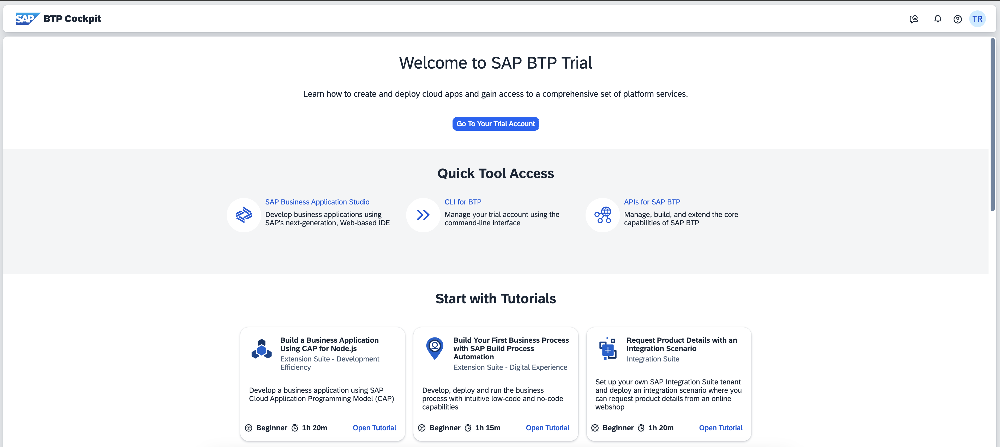 SAP BTP Cockpit
TR
Welcome to SAP BTP Trial
Learn how to create and deploy cloud apps and gain access to a comprehensive set of platform services.
Go To Your Trial Account
Quick Tool Access
SAP Business Application Studio
Develop business applications using
SAP's next-generation, Web-based IDE
CLI for BTP
Manage your trial account using the
command-line interface
APIs for SAP BTP
Manage, build, and extend the core
capabilities of SAP BTP
Start with Tutorials
Build a Business Application
Using CAP for Node.js
Extension Suite - Development
Efficiency
Develop a business application using SAP
Cloud Application Programming Model (CAP)
Beginner 1h 20m Open Tutorial
Build Your First Business Process
with SAP Build Process
Automation
Extension Suite - Digital Experience
Develop, deploy and run the business
process with intuitive low-code and no-code
capabilities
Beginner 1h 15m Open Tutorial
Request Product Details with an
Integration Scenario
Integration Suite
Set up your own SAP Integration Suite tenant
and deploy an integration scenario where you
can request product details from an online
webshop
Beginner 1h 20m Open Tutorial